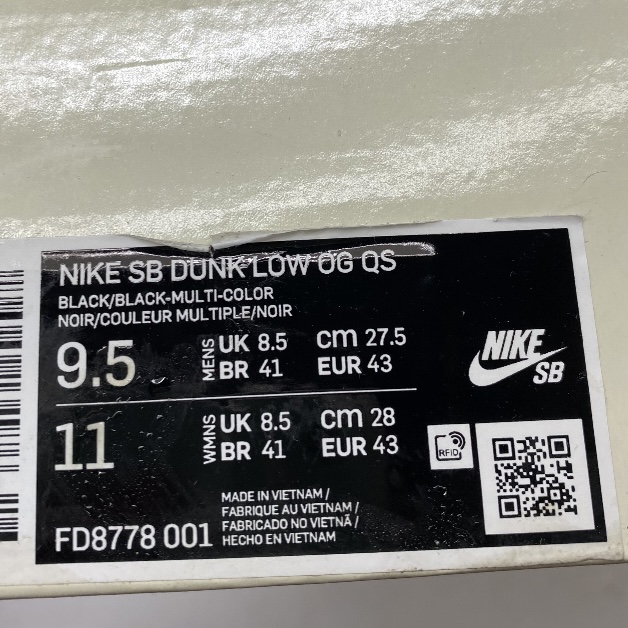 NIKE SB DUNK LOW OG QS
BLACK/BLACK-MULTI-COLOR
NOIR/COULEUR MULTIPLE/NOIR
9.5 MENS UK 8.5 cm 27.5
BR 41 EUR 43
11 WMNS UK 8.5 cm 28
BR 41 EUR 43
NIKE
SB
RFID
FD8778 001
MADE IN VIETNAM /
FABRIQUE AU VIETNAM /
FABRICADO NO VIETNÃ /
HECHO EN VIETNAM